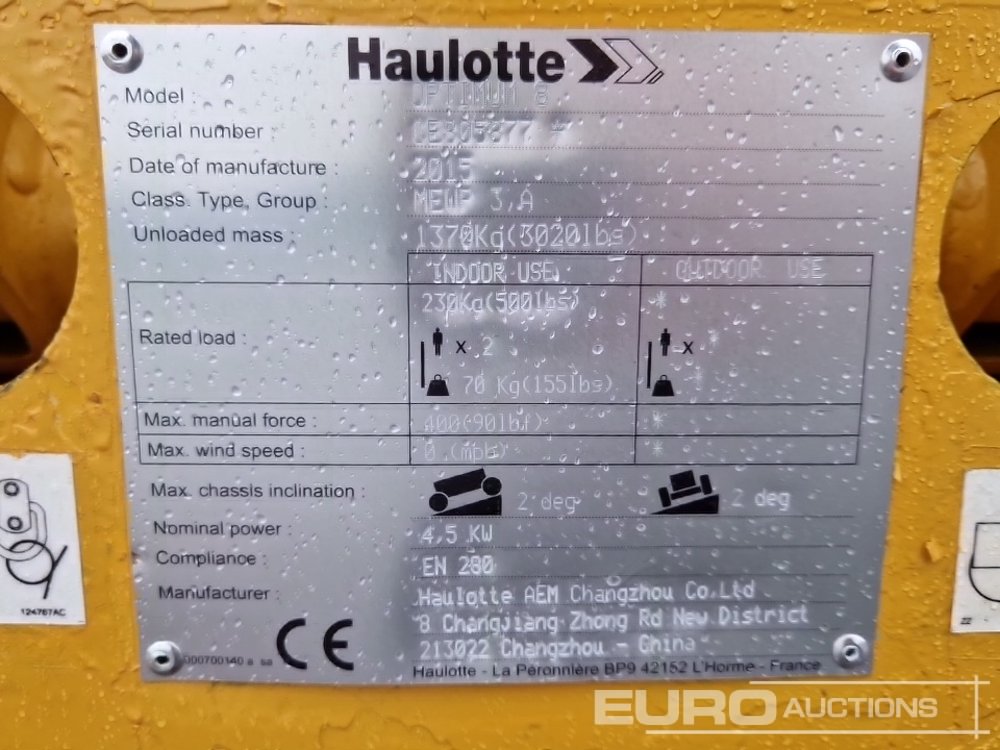 Haulotte
Model : OPTIMUM 8
Serial number : CE805877
Date of manufacture : 2015
Class. Type, Group : MEWP 3,A
Unloaded mass : 1370Kg(3020lbs)
INDOOR USE OUTDOOR USE
Rated load : 230Kg(500lbs) *
x 2 x
70 Kg(155lbs)
Max. manual force : 400(90lbf) *
Max. wind speed : 0 (mph) *
Max. chassis inclination : 2 deg 2 deg
Nominal power : 4,5 KW
Compliance : EN 280
Manufacturer : Haulotte AEM Changzhou Co.Ltd
8 Changjiang Zhong Rd New District
213022 Changzhou - China
Haulotte - La Péronnière BP9 42152 L'Horme - France
CE
124767AC
22
EURO AUCTIONS